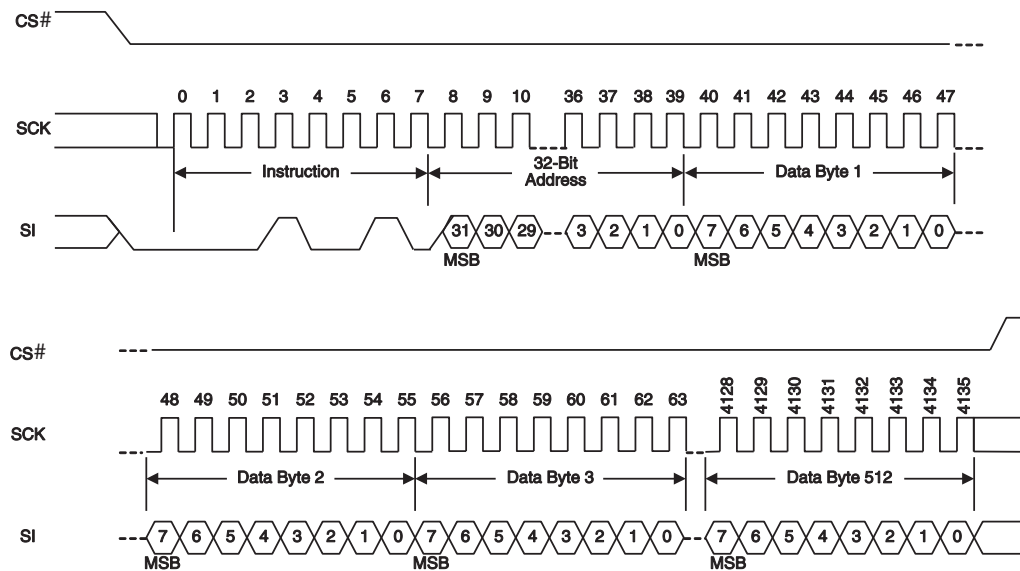 CS#
0 1 2 3 4 5 6 7 8 9 10 36 37 38 39 40 41 42 43 44 45 46 47
SCK
Instruction 32-Bit Address Data Byte 1
SI
31 30 29 3 2 1 0 7 6 5 4 3 2 1 0
MSB MSB
CS#
48 49 50 51 52 53 54 55 56 57 58 59 60 61 62 63 4128 4129 4130 4131 4132 4133 4134 4135
SCK
Data Byte 2 Data Byte 3 Data Byte 512
SI
7 6 5 4 3 2 1 0 7 6 5 4 3 2 1 0 7 6 5 4 3 2 1 0
MSB MSB MSB